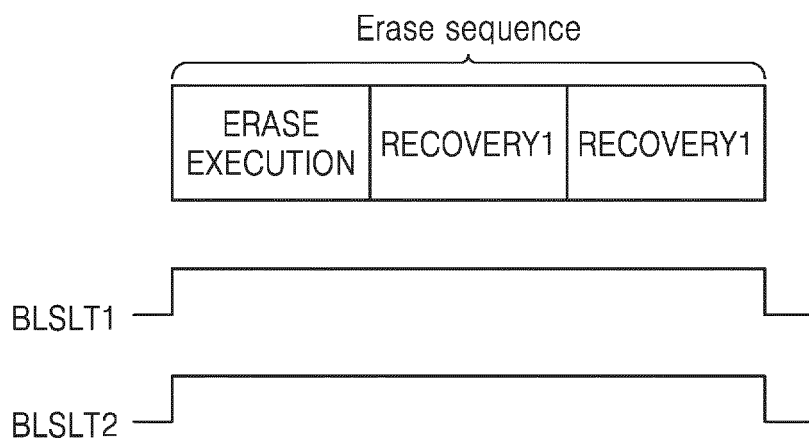 Erase sequence
ERASE
EXECUTION
RECOVERY1
RECOVERY1
BLSLT1
BLSLT2